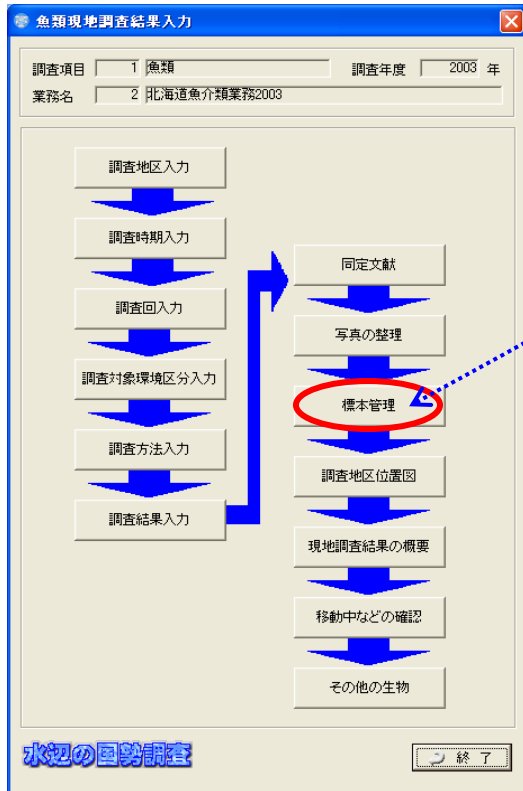 魚類現地調査結果入力
調査項目 1 魚類 調査年度 2003 年
業務名 2 北海道魚介類業務2003
調査地区入力
調査時期入力
調査回入力
調査対象環境区分入力
調査方法入力
調査結果入力
同定文献
写真の整理
標本管理
調査地区位置図
現地調査結果の概要
移動中などの確認
その他の生物
水辺の国勢調査
終 了